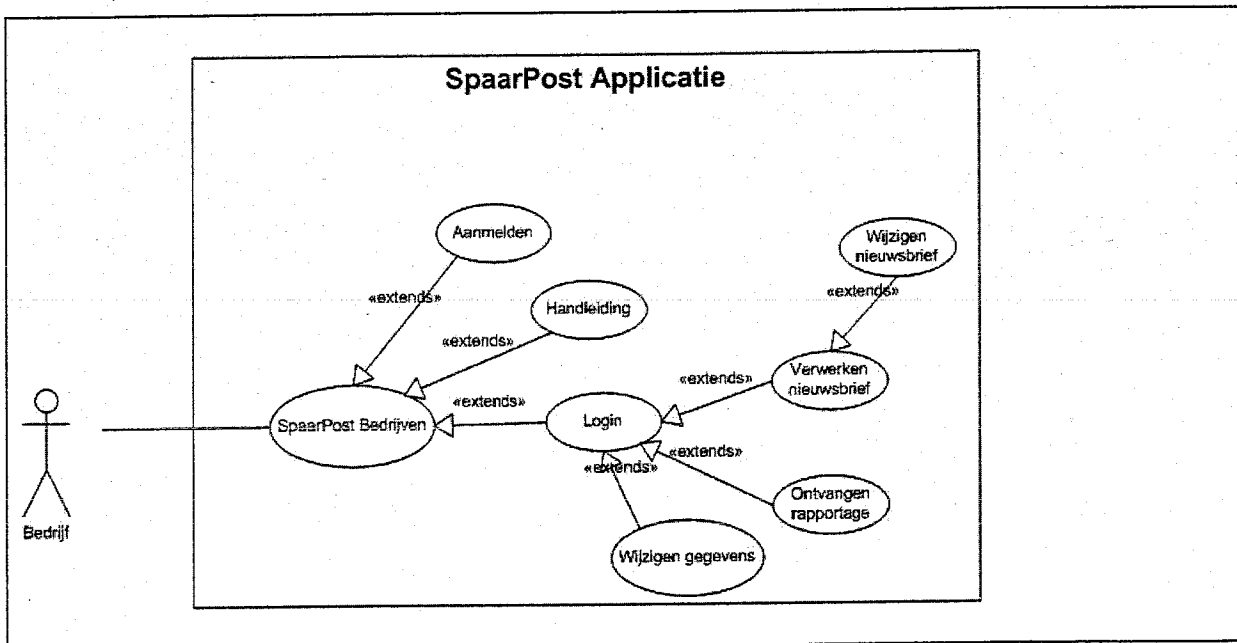 SpaarPost Applicatie
Aanmelden
Wijzigen
nieuwsbrief
«extends»
«extends»
Handleiding
«extends»
Verwerken
nieuwsbrief
«extends»
«extends»
SpaarPost Bedrijven
Login
«extends»
«extends»
Ontvangen
rapportage
Bedrijf
Wijzigen gegevens